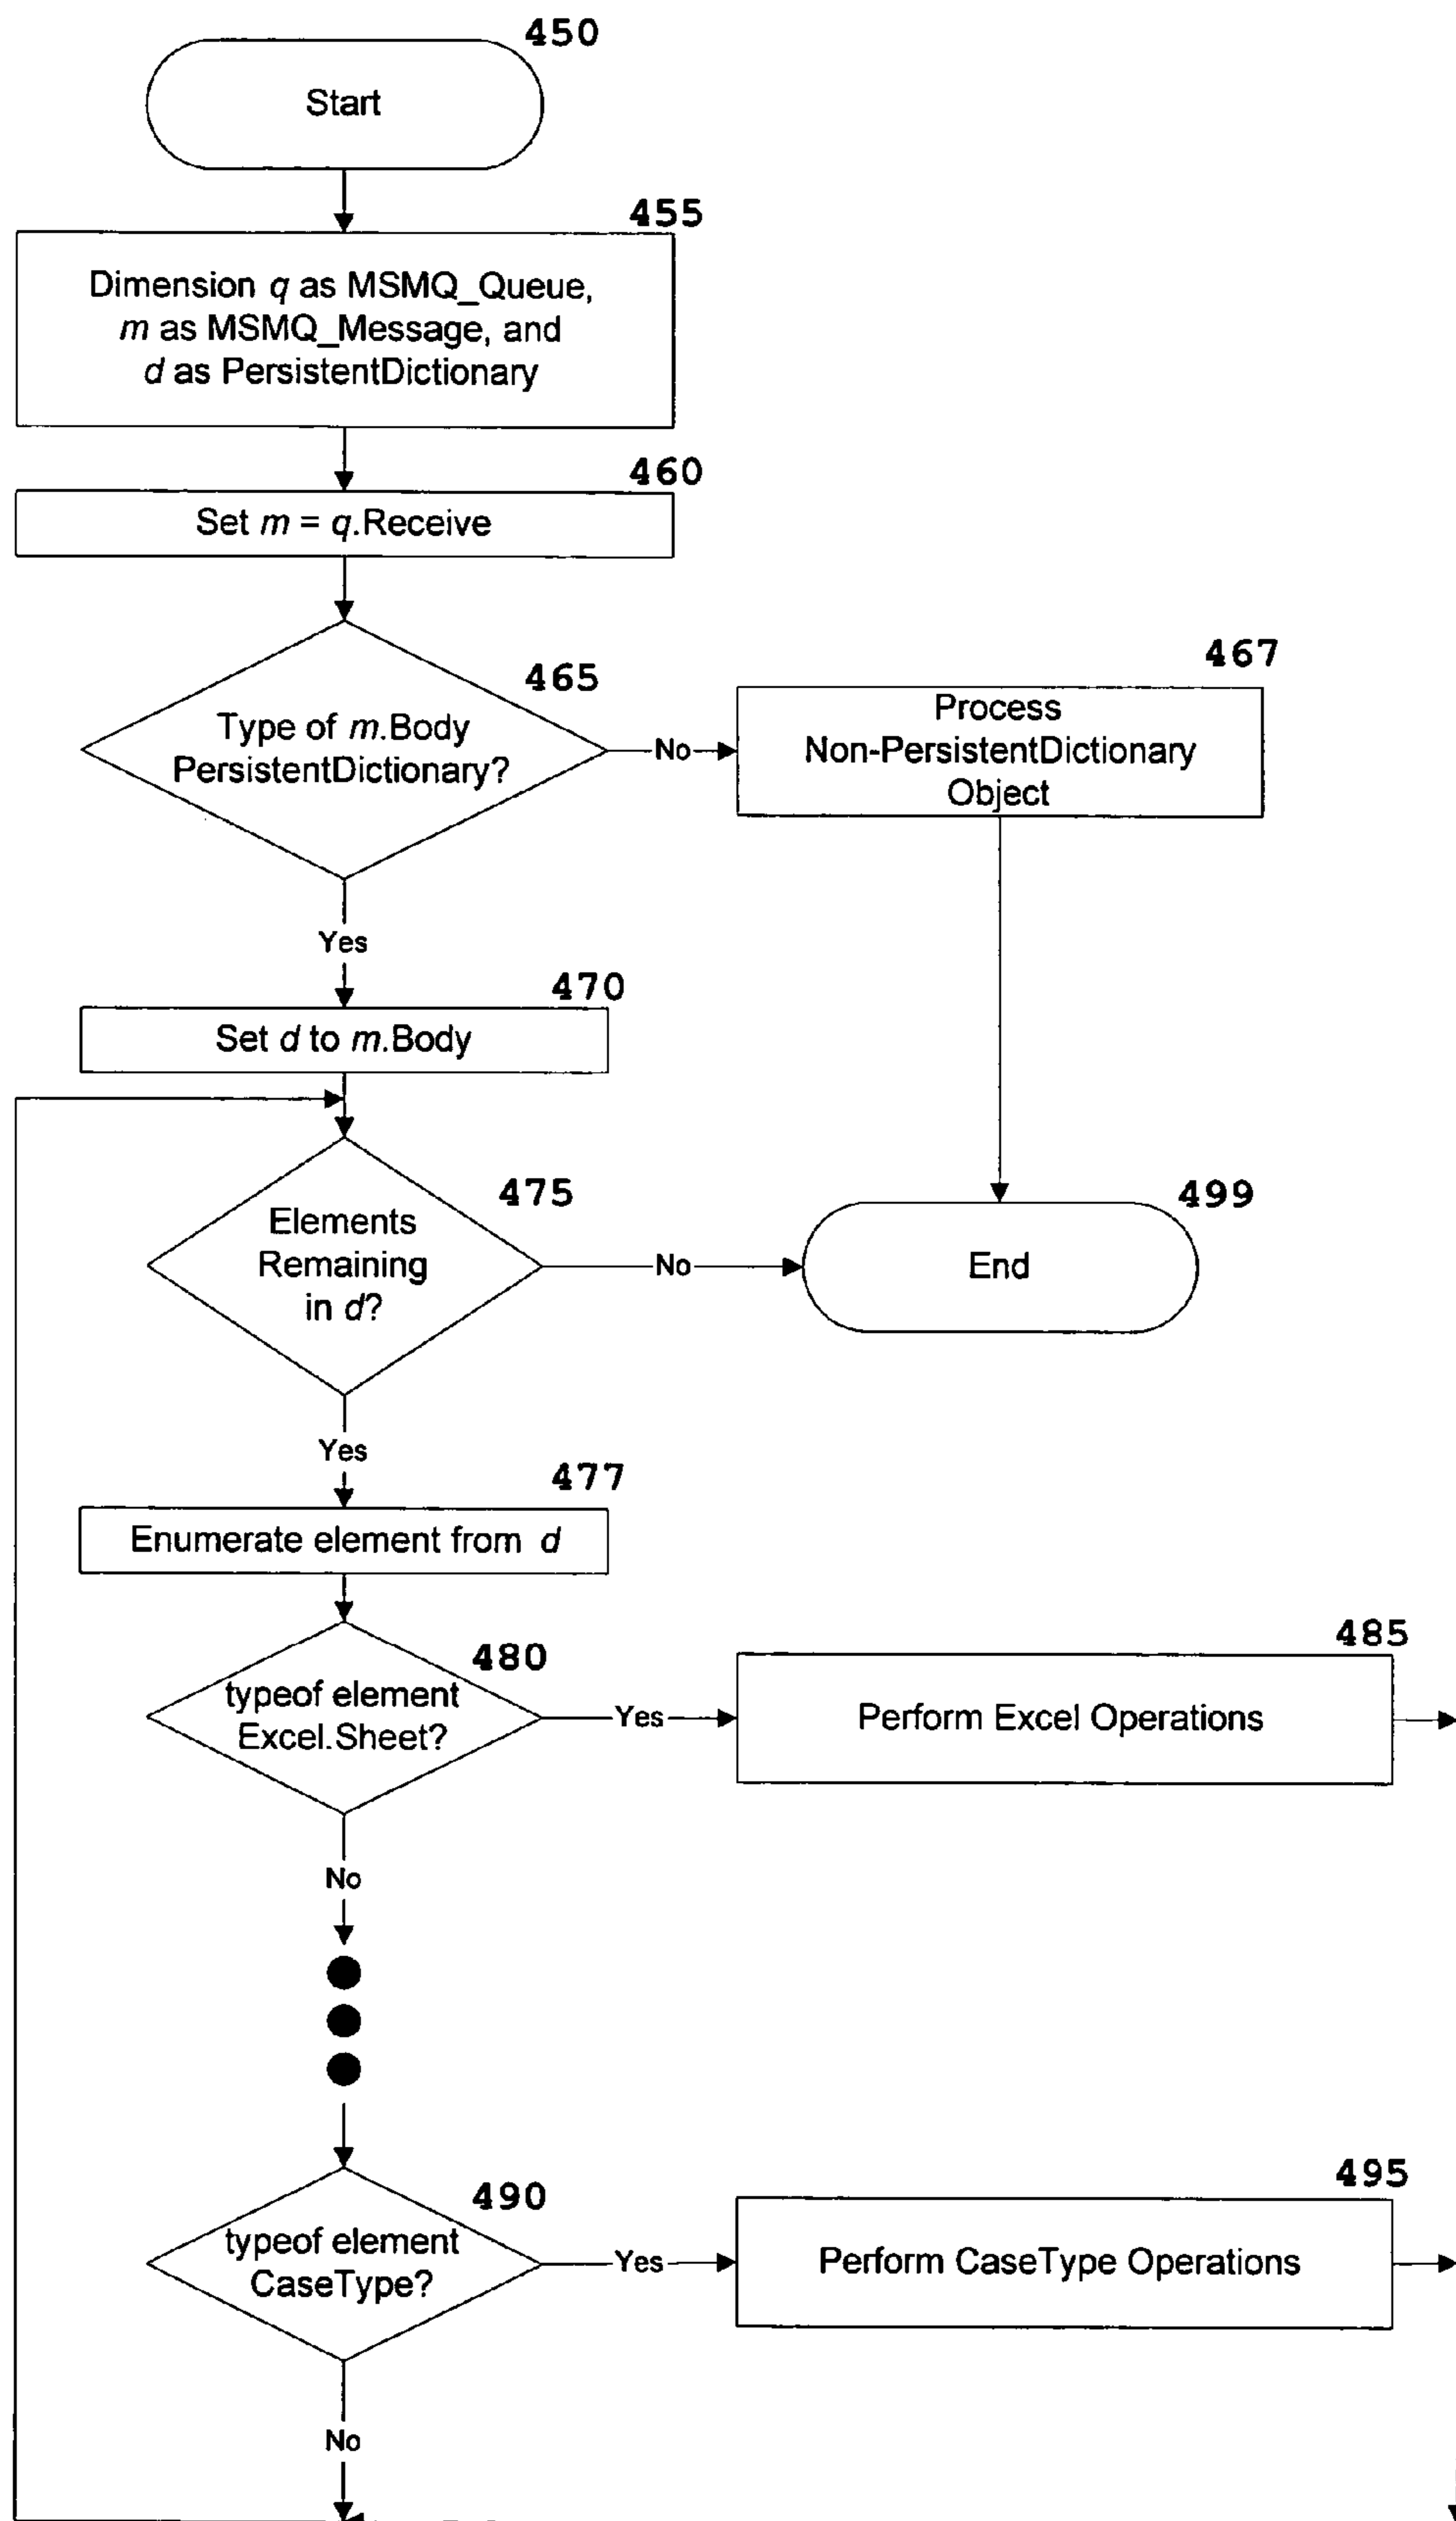 450
Start
455
Dimension q as MSMQ_Queue,
m as MSMQ_Message, and
d as PersistentDictionary
460
Set m = q.Receive
465
Type of m.Body
PersistentDictionary?
No
467
Process
Non-PersistentDictionary
Object
Yes
470
Set d to m.Body
475
Elements
Remaining
in d?
No
499
End
Yes
477
Enumerate element from d
480
typeof element
Excel.Sheet?
Yes
485
Perform Excel Operations
No
490
typeof element
CaseType?
Yes
495
Perform CaseType Operations
No